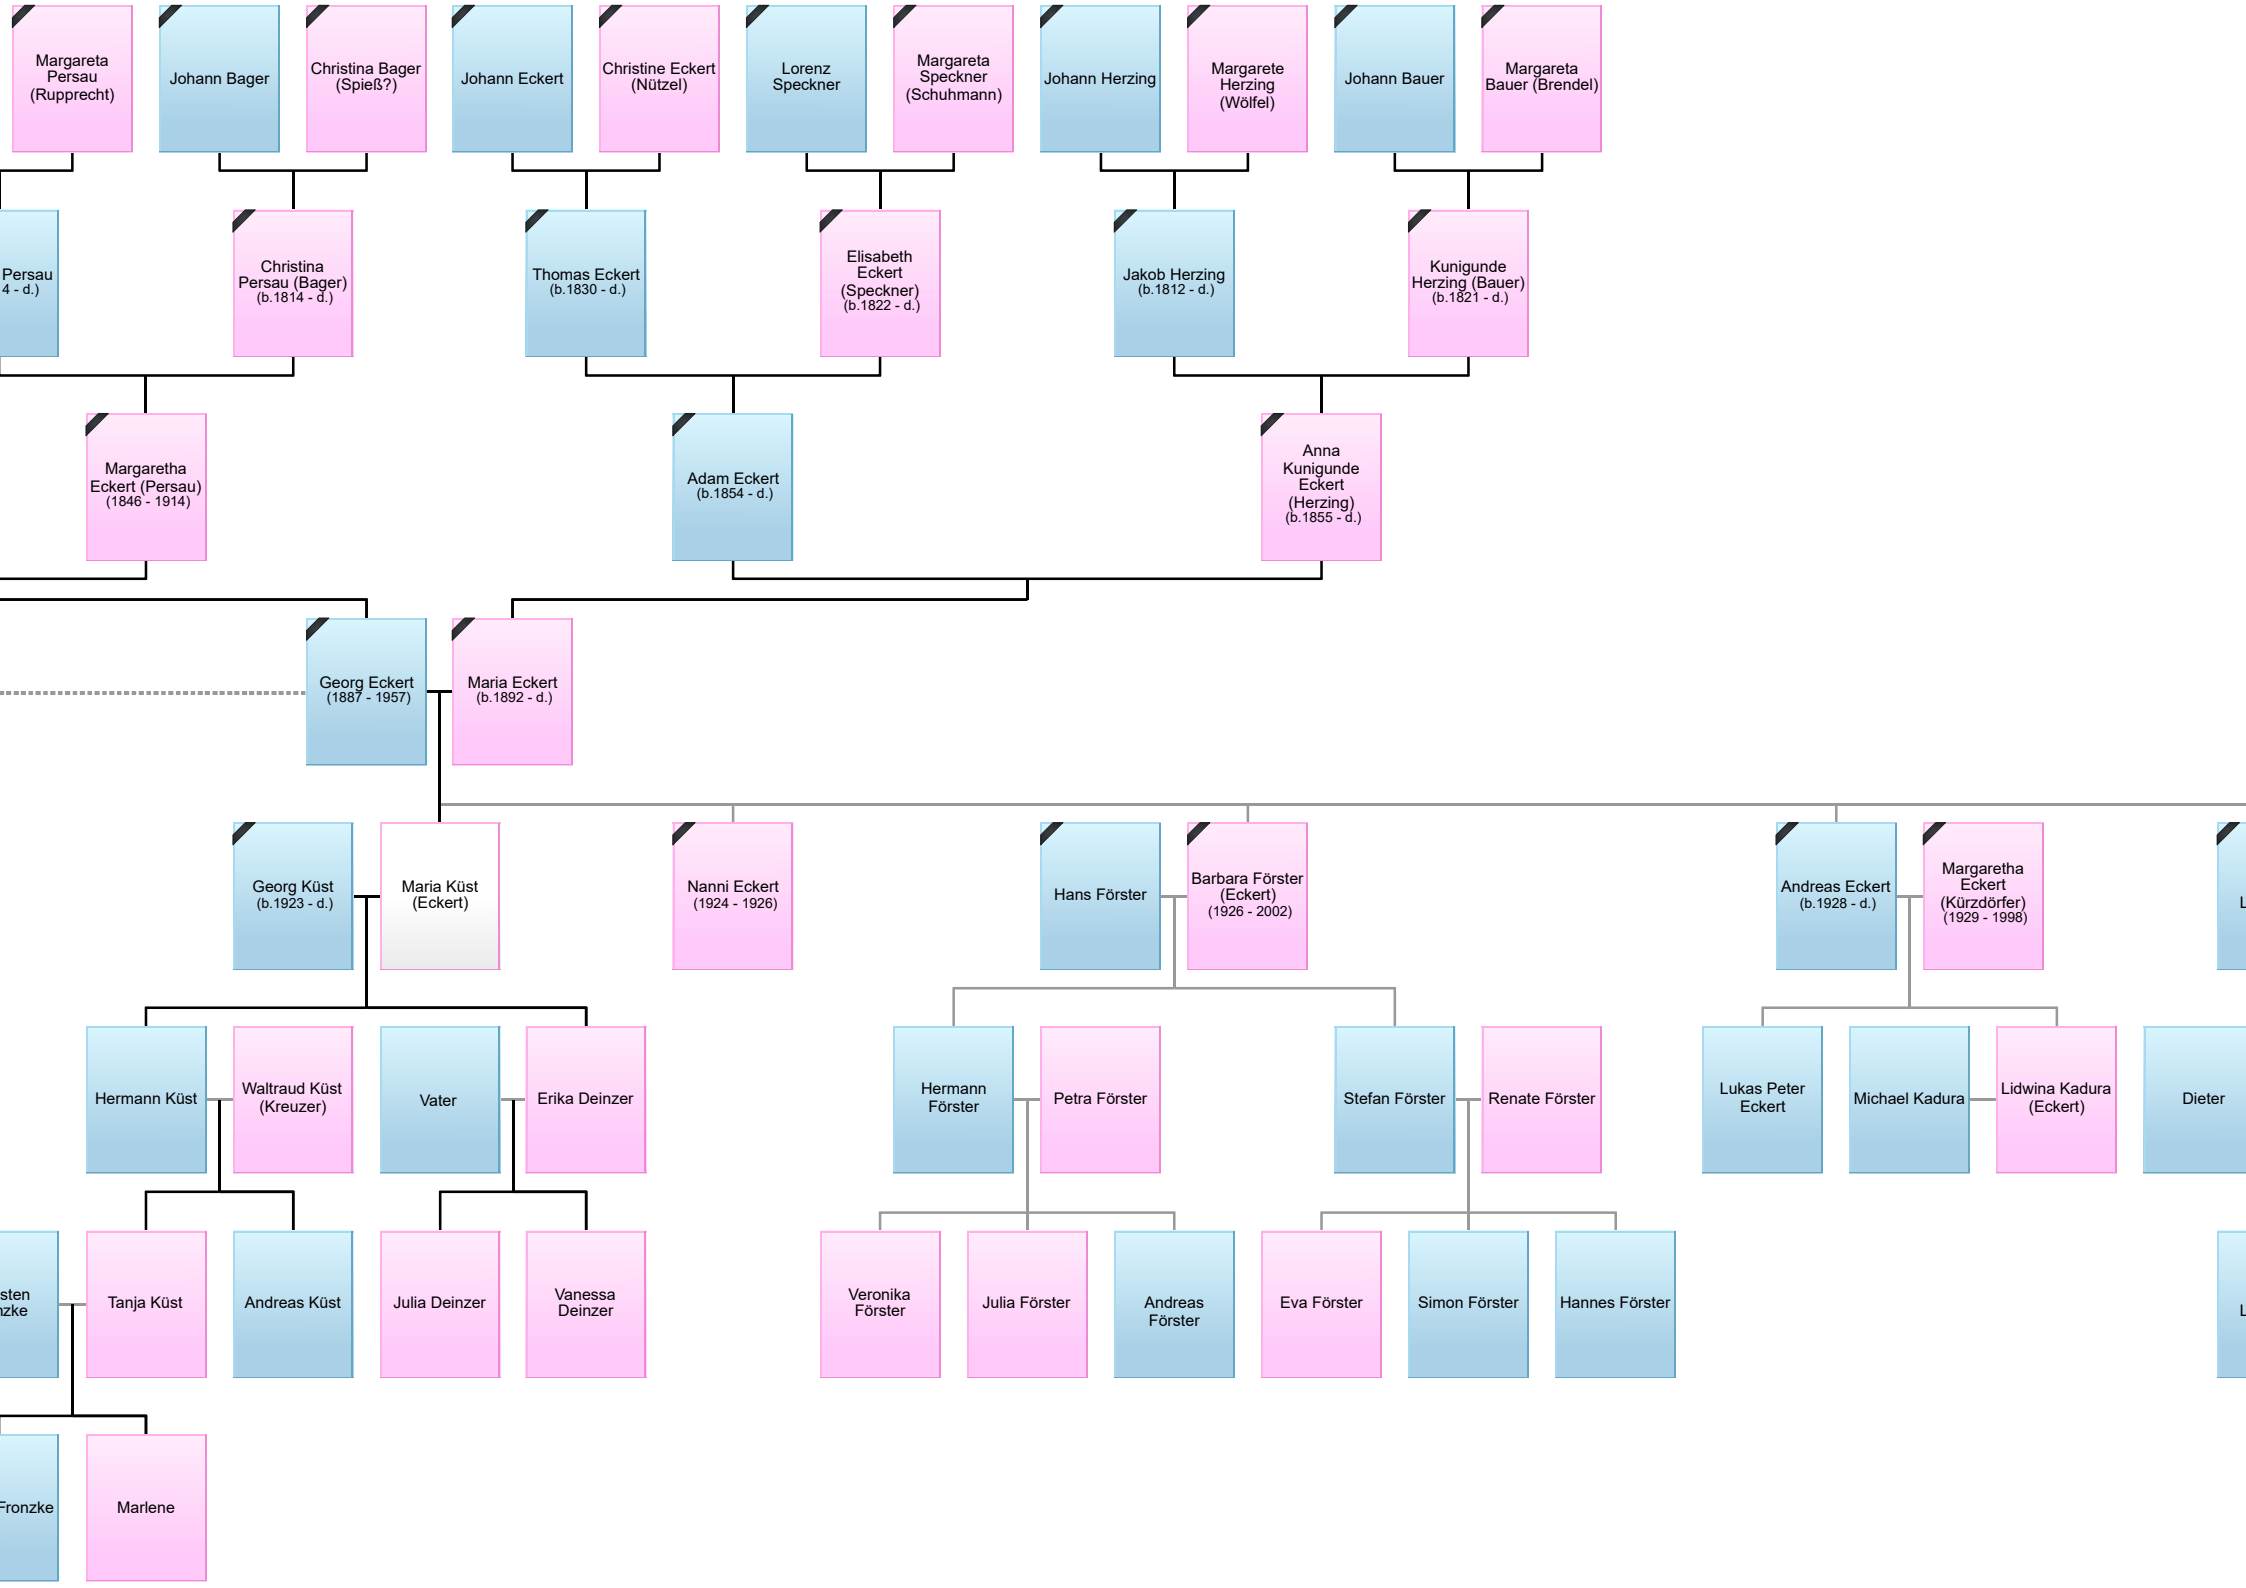 Margareta
Persau
(Rupprecht)
Johann Bager
Christina Bager
(Spieß?)
Johann Eckert
Christine Eckert
(Nützel)
Lorenz
Speckner
Margareta
Speckner
(Schuhmann)
Johann Herzing
Margarete
Herzing
(Wölfel)
Johann Bauer
Margareta
Bauer (Brendel)
Persau
4 - d.)
Christina
Persau (Bager)
(b.1814 - d.)
Thomas Eckert
(b.1830 - d.)
Elisabeth
Eckert
(Speckner)
(b.1822 - d.)
Jakob Herzing
(b.1812 - d.)
Kunigunde
Herzing (Bauer)
(b.1821 - d.)
Margaretha
Eckert (Persau)
(1846 - 1914)
Adam Eckert
(b.1854 - d.)
Anna
Kunigunde
Eckert
(Herzing)
(b.1855 - d.)
Georg Eckert
(1887 - 1957)
Maria Eckert
(b.1892 - d.)
Georg Küst
(b.1923 - d.)
Maria Küst
(Eckert)
Nanni Eckert
(1924 - 1926)
Hans Förster
Barbara Förster
(Eckert)
(1926 - 2002)
Andreas Eckert
(b.1928 - d.)
Margaretha
Eckert
(Kürzdörfer)
(1929 - 1998)
L
Hermann Küst
Waltraud Küst
(Kreuzer)
Vater
Erika Deinzer
Hermann
Förster
Petra Förster
Stefan Förster
Renate Förster
Lukas Peter
Eckert
Michael Kadura
Lidwina Kadura
(Eckert)
Dieter
sten
nzke
Tanja Küst
Andreas Küst
Julia Deinzer
Vanessa
Deinzer
Veronika
Förster
Julia Förster
Andreas
Förster
Eva Förster
Simon Förster
Hannes Förster
L
Fronzke
Marlene